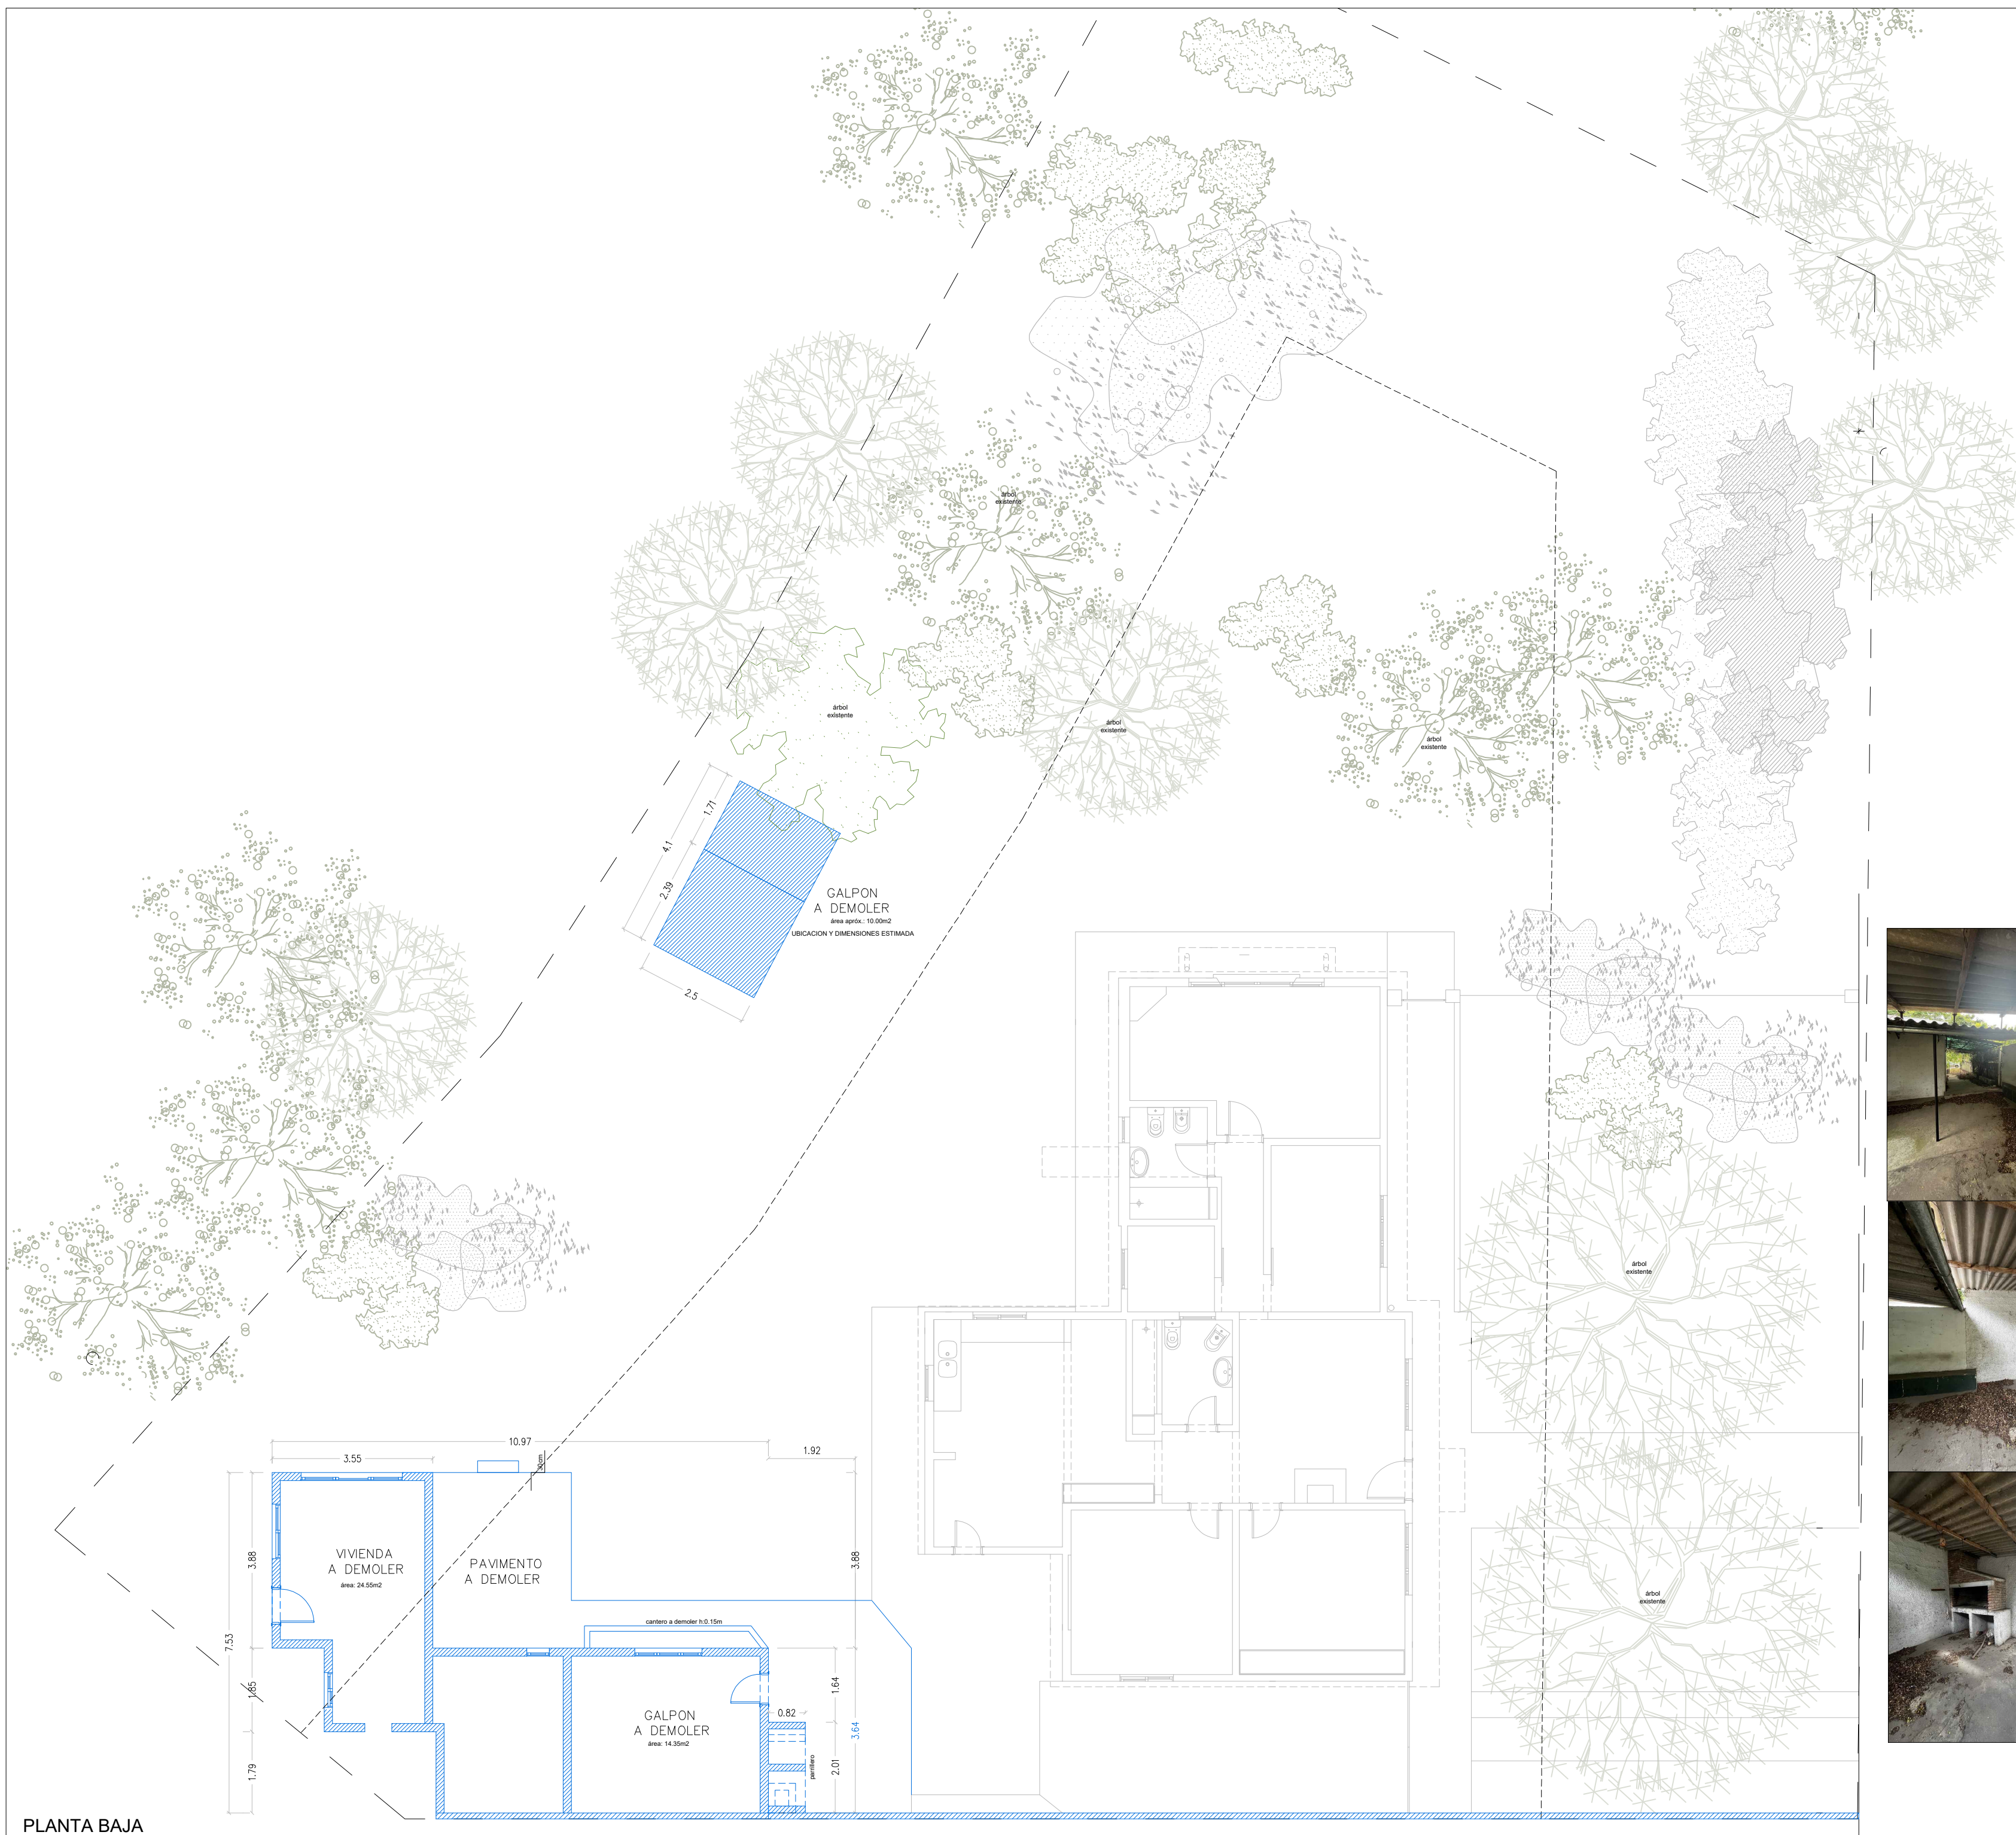 árbol
existente
árbol
existente
árbol
existente
árbol
existente
1.71
4.1
2.39
GALPON
A DEMOLER
área apróx.: 10.00m2
UBICACION Y DIMENSIONES ESTIMADA
2.5
árbol
existente
10.97
1.92
3.55
30cm
VIVIENDA
A DEMOLER
área: 24.55m2
PAVIMENTO
A DEMOLER
3.88
3.88
árbol
existente
cantero a demoler h:0.15m
7.53
1.85
1.64
GALPON
A DEMOLER
área: 14.35m2
0.82
3.64
parrillero
2.01
1.79
PLANTA BAJA